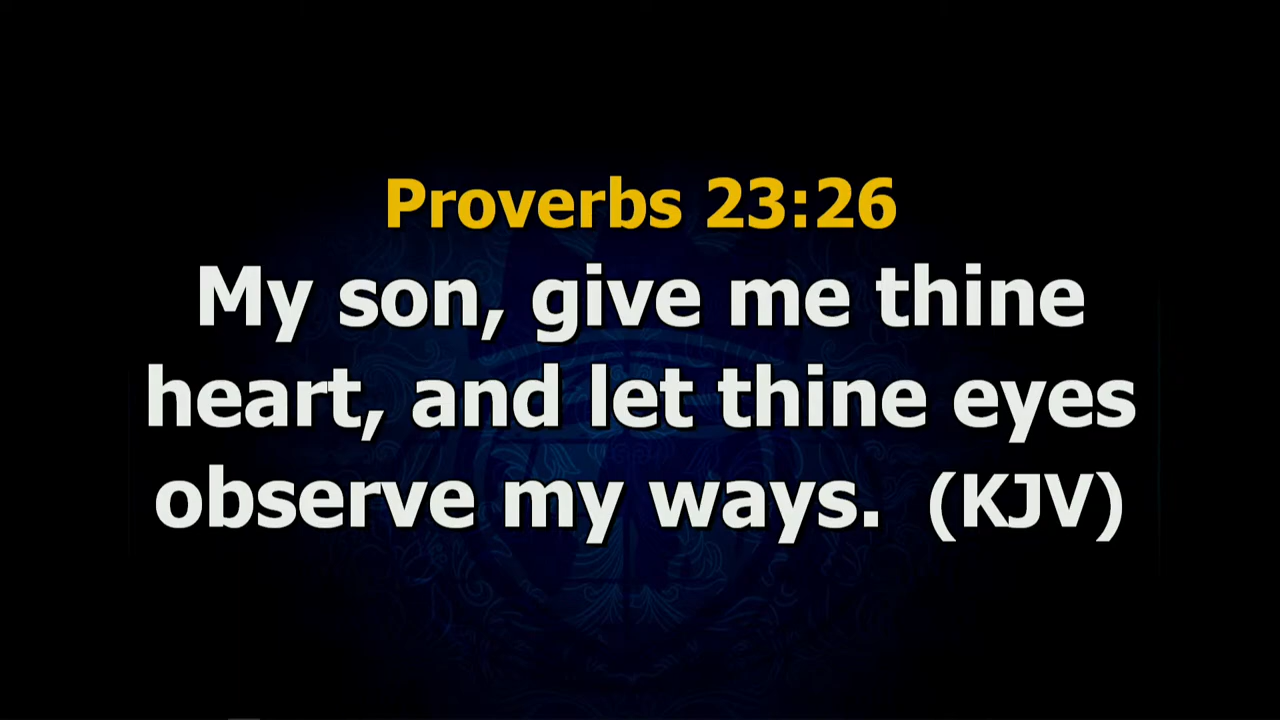 Proverbs 23:26
My son, give me thine
heart, and let thine eyes
observe my ways. (KJV)